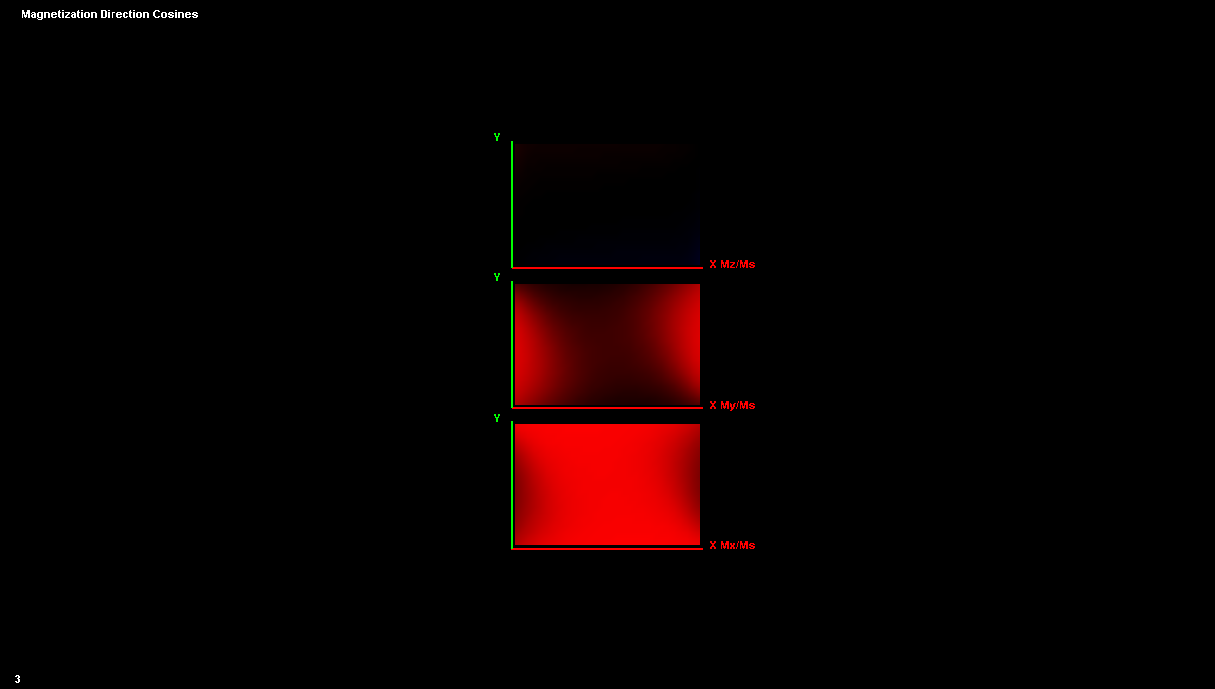 Magnetization Direction Cosines
Y
X Mz/Ms
Y
X My/Ms
Y
X Mx/Ms
3